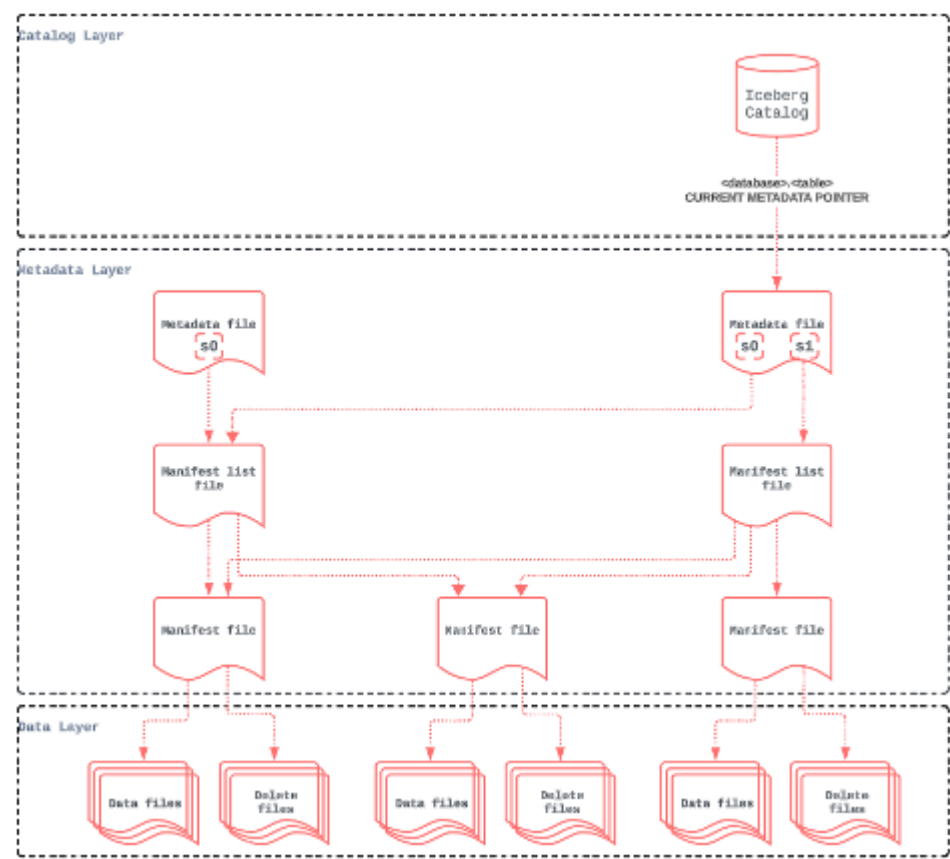 Catalog Layer
Iceberg
Catalog
<database>.<table>
CURRENT METADATA POINTER
Metadata Layer
Metadata file
s0
Metadata file
s0 s1
Manifest list
file
Manifest list
file
Manifest file
Manifest file
Manifest file
Data Layer
Data files
Delete
files
Data files
Delete
files
Data files
Delete
files